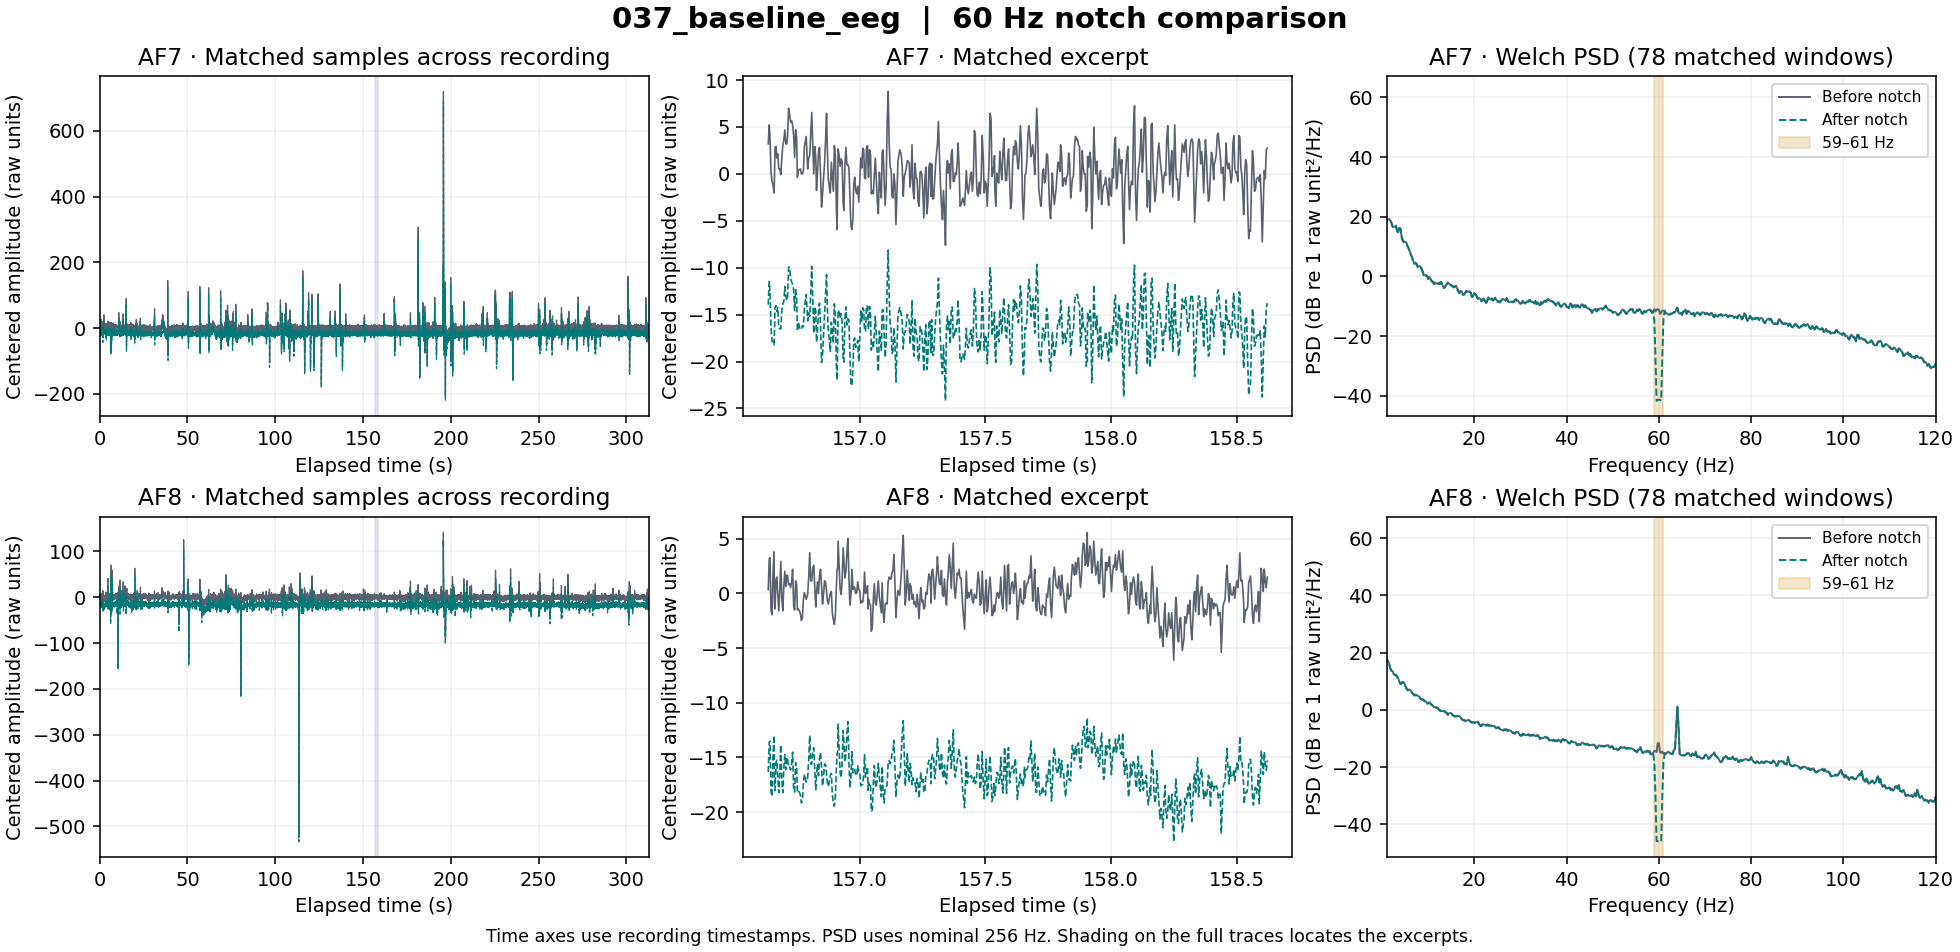 037_baseline_eeg | 60 Hz notch comparison
AF7 · Matched samples across recording
Centered amplitude (raw units)
600
400
200
0
−200
0 50 100 150 200 250 300
Elapsed time (s)
AF7 · Matched excerpt
Centered amplitude (raw units)
10
5
0
−5
−10
−15
−20
−25
157.0 157.5 158.0 158.5
Elapsed time (s)
AF7 · Welch PSD (78 matched windows)
PSD (dB re 1 raw unit²/Hz)
60
40
20
0
−20
−40
20 40 60 80 100 120
Frequency (Hz)
Before notch
After notch
59–61 Hz
AF8 · Matched samples across recording
Centered amplitude (raw units)
100
0
−100
−200
−300
−400
−500
0 50 100 150 200 250 300
Elapsed time (s)
AF8 · Matched excerpt
Centered amplitude (raw units)
5
0
−5
−10
−15
−20
157.0 157.5 158.0 158.5
Elapsed time (s)
AF8 · Welch PSD (78 matched windows)
PSD (dB re 1 raw unit²/Hz)
60
40
20
0
−20
−40
20 40 60 80 100 120
Frequency (Hz)
Before notch
After notch
59–61 Hz
Time axes use recording timestamps. PSD uses nominal 256 Hz. Shading on the full traces locates the excerpts.